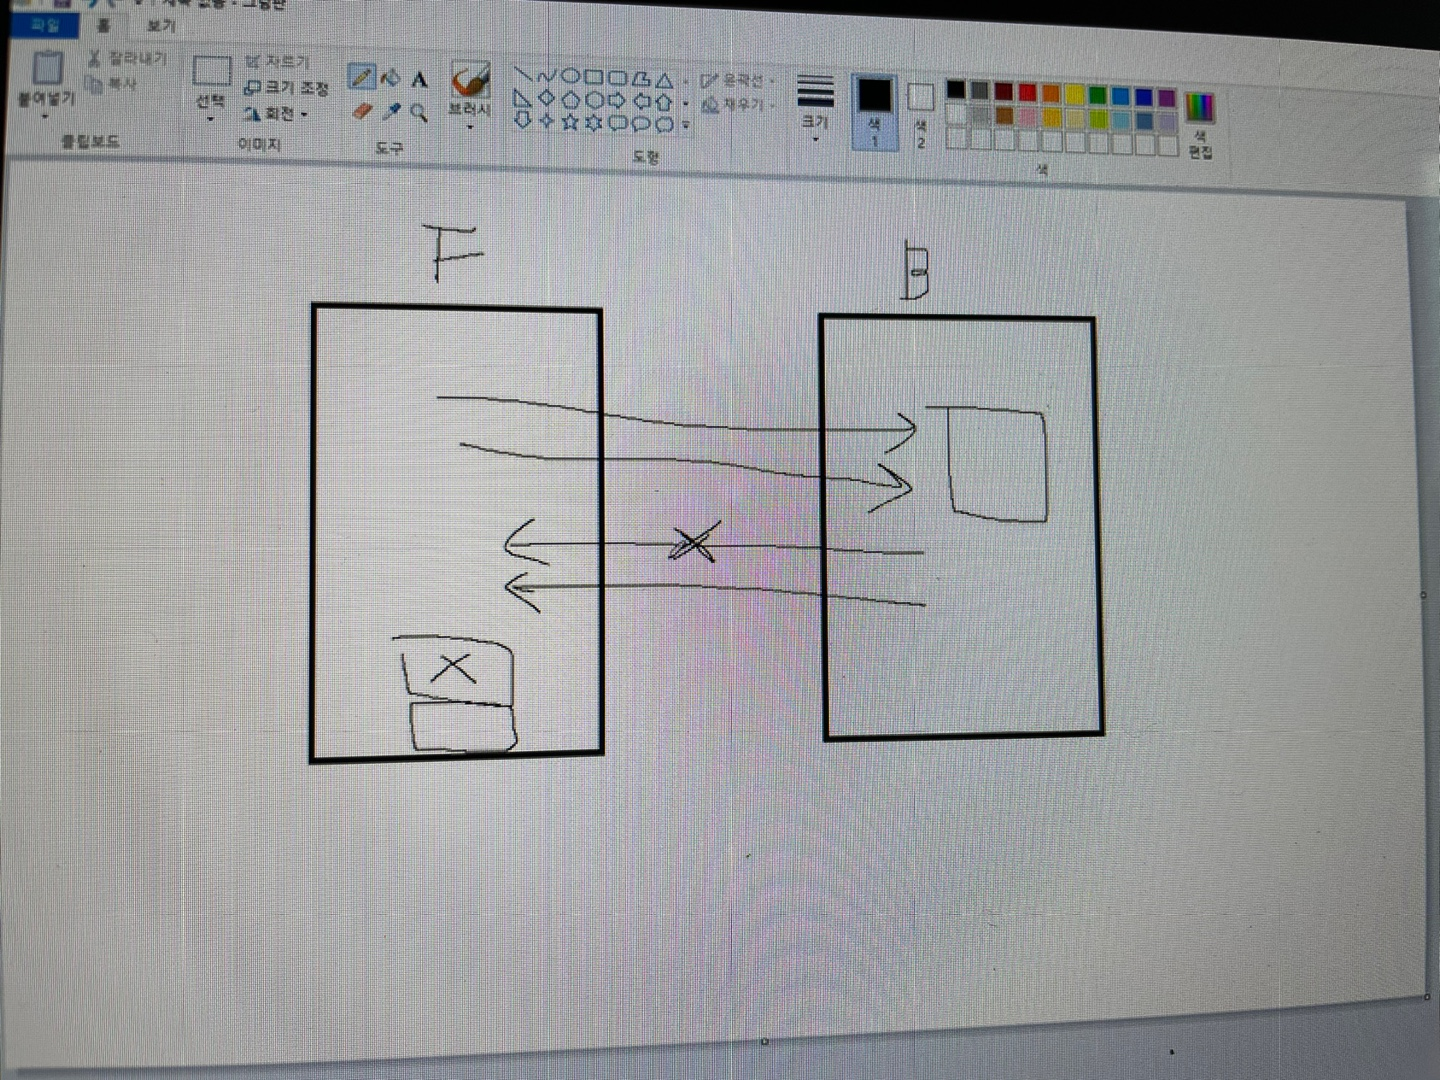 파일 홈 보기
붙여넣기
잘라내기
복사
클립보드
선택
자르기
크기 조정
회전
이미지
A
도구
브러시
윤곽선
채우기
도형
크기
색
1
색
2
색
편집
색
F
B